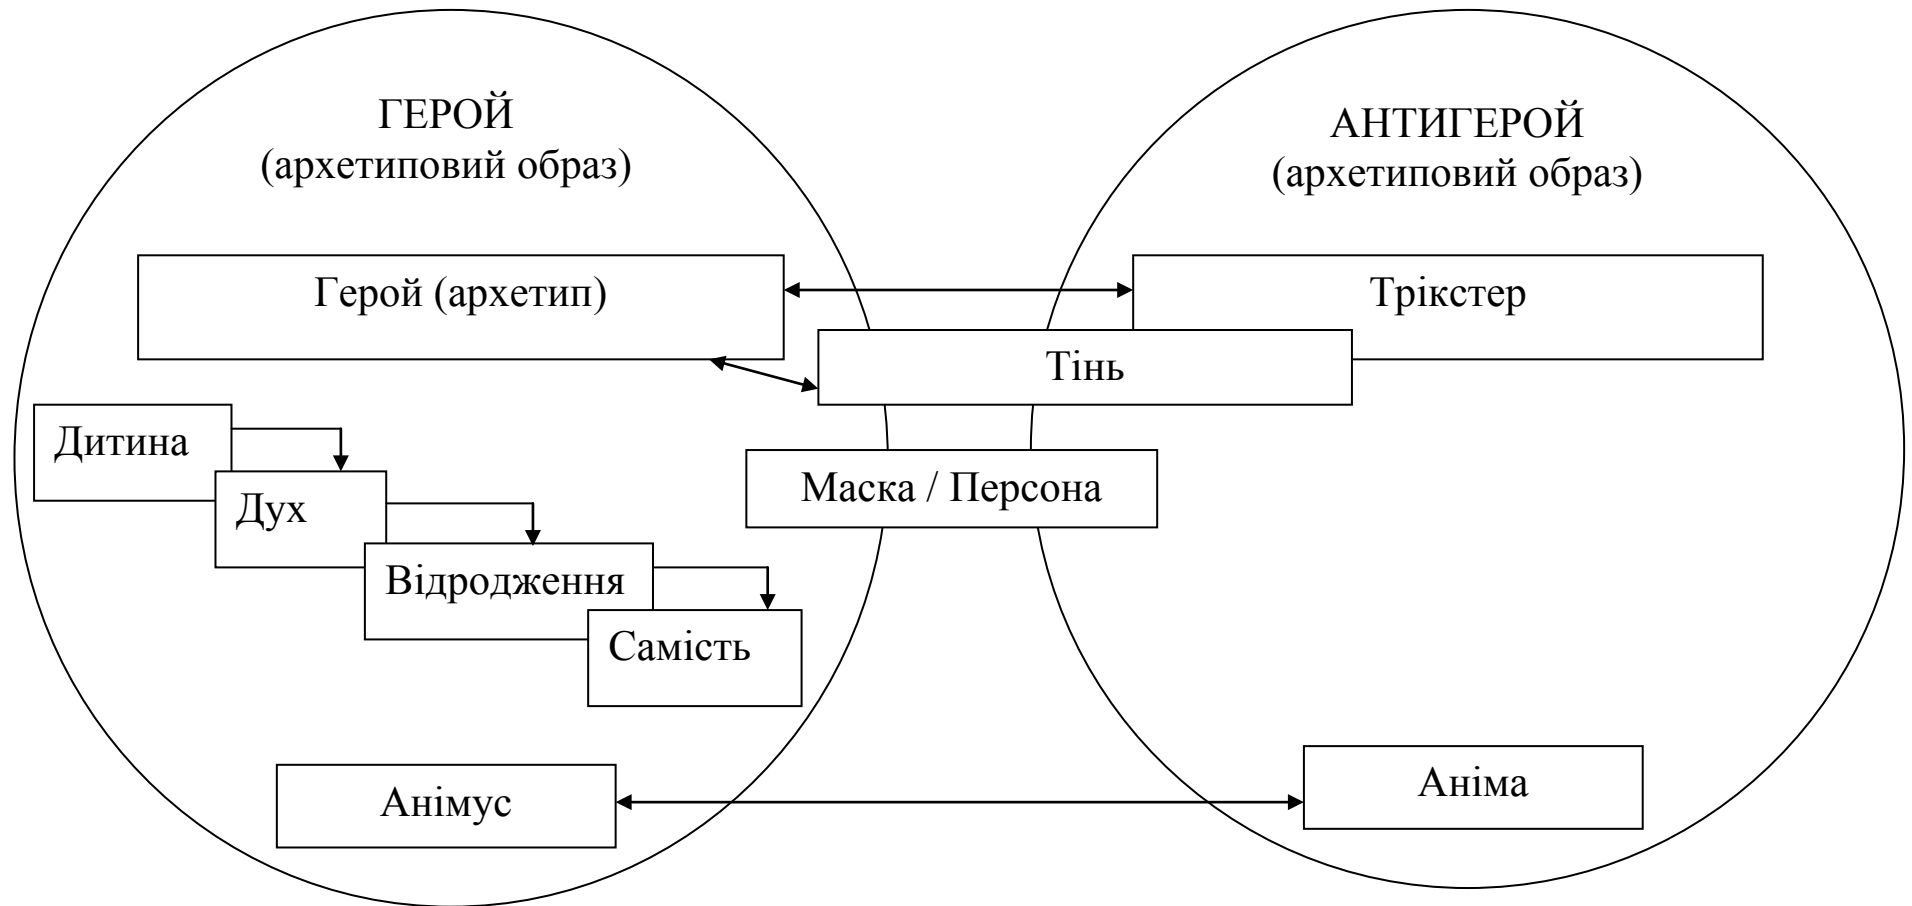 ГЕРОЙ
(архетиповий образ)
АНТИГЕРОЙ
(архетиповий образ)
Герой (архетип)
Трікстер
Тінь
Дитина
Маска / Персона
Дух
Відродження
Самість
Анімус
Аніма